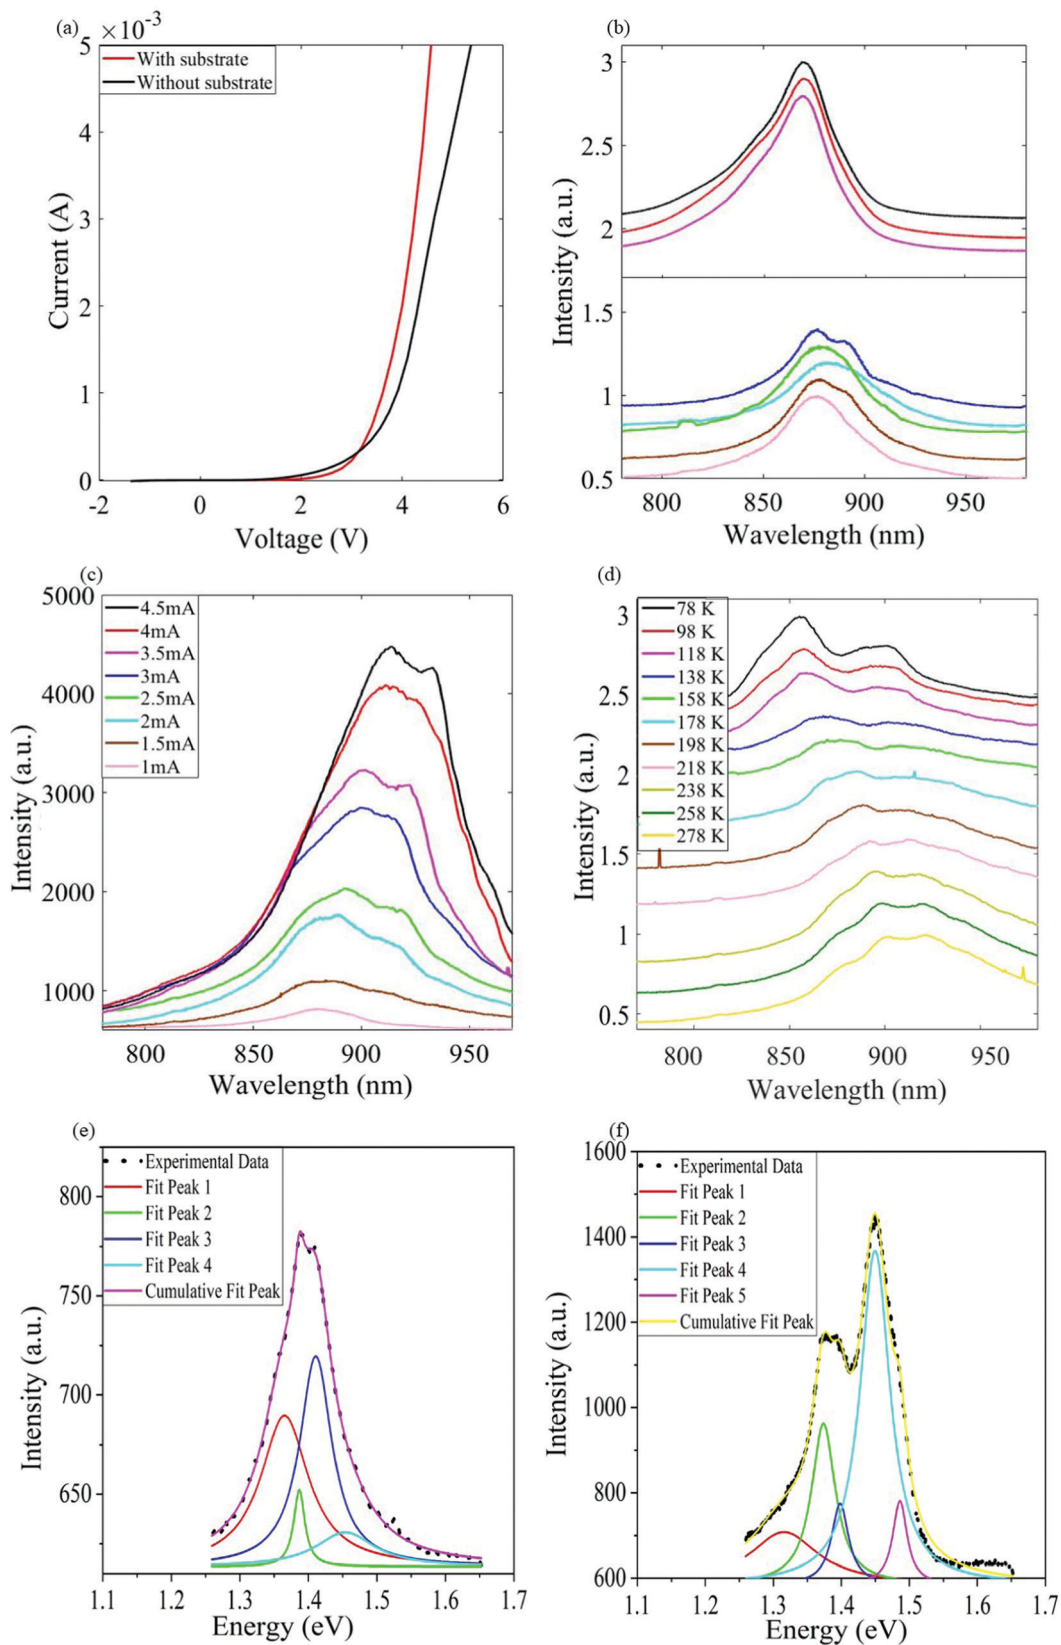 (a)
×10⁻³
5
4
3
2
1
0
With substrate
Without substrate
Current (A)
-2 0 2 4 6
Voltage (V)
(b)
3
2.5
2
1.5
1
0.5
Intensity (a.u.)
800 850 900 950
Wavelength (nm)
(c)
5000
4000
3000
2000
1000
4.5mA
4mA
3.5mA
3mA
2.5mA
2mA
1.5mA
1mA
Intensity (a.u.)
800 850 900 950
Wavelength (nm)
(d)
3
2.5
2
1.5
1
0.5
78 K
98 K
118 K
138 K
158 K
178 K
198 K
218 K
238 K
258 K
278 K
Intensity (a.u.)
800 850 900 950
Wavelength (nm)
(e)
800
750
700
650
Experimental Data
Fit Peak 1
Fit Peak 2
Fit Peak 3
Fit Peak 4
Cumulative Fit Peak
Intensity (a.u.)
1.1 1.2 1.3 1.4 1.5 1.6 1.7
Energy (eV)
(f)
1600
1400
1200
1000
800
600
Experimental Data
Fit Peak 1
Fit Peak 2
Fit Peak 3
Fit Peak 4
Fit Peak 5
Cumulative Fit Peak
Intensity (a.u.)
1.1 1.2 1.3 1.4 1.5 1.6 1.7
Energy (eV)